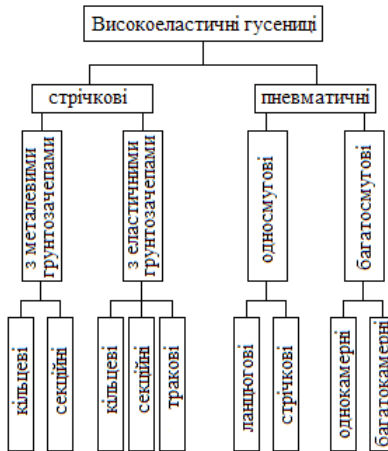 Високоеластичні гусениці
стрічкові
пневматичні
з металевими
грунтозачепами
з еластичними
грунтозачепами
односмугові
багатосмугові
кільцеві
секційні
кільцеві
секційні
тракові
ланцюгові
стрічкові
однокамерні
багатокамерні